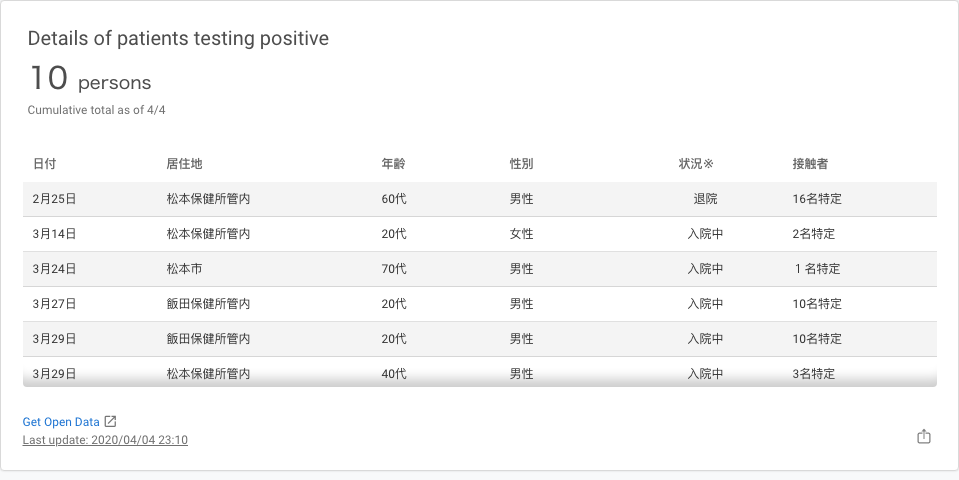 Details of patients testing positive
10 persons
Cumulative total as of 4/4
日付 居住地 年齢 性別 状況※ 接触者
2月25日 松本保健所管内 60代 男性 退院 16名特定
3月14日 松本保健所管内 20代 女性 入院中 2名特定
3月24日 松本市 70代 男性 入院中 1 名特定
3月27日 飯田保健所管内 20代 男性 入院中 10名特定
3月29日 飯田保健所管内 20代 男性 入院中 10名特定
3月29日 松本保健所管内 40代 男性 入院中 3名特定
Get Open Data
Last update: 2020/04/04 23:10